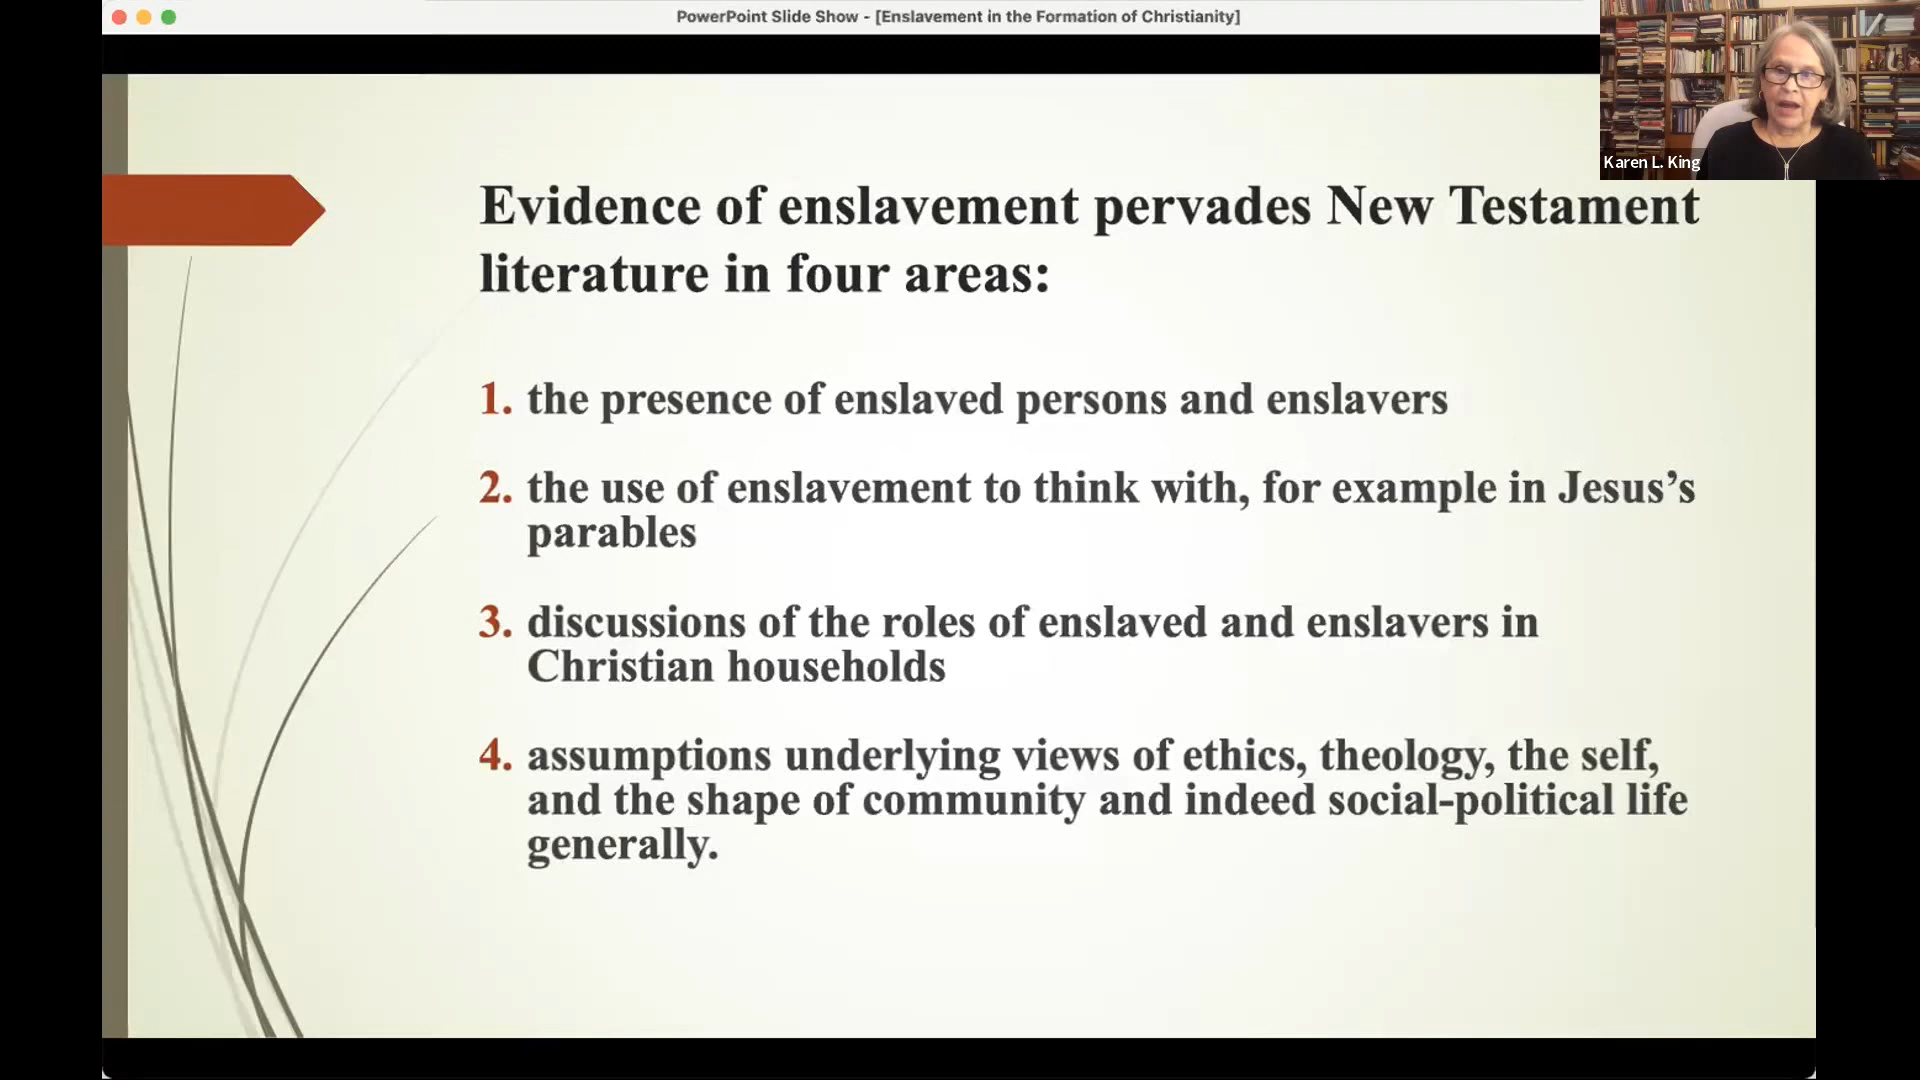 PowerPoint Slide Show - [Enslavement in the Formation of Christianity]
Karen L. King
Evidence of enslavement pervades New Testament
literature in four areas:
1. the presence of enslaved persons and enslavers
2. the use of enslavement to think with, for example in Jesus’s
parables
3. discussions of the roles of enslaved and enslavers in
Christian households
4. assumptions underlying views of ethics, theology, the self,
and the shape of community and indeed social-political life
generally.